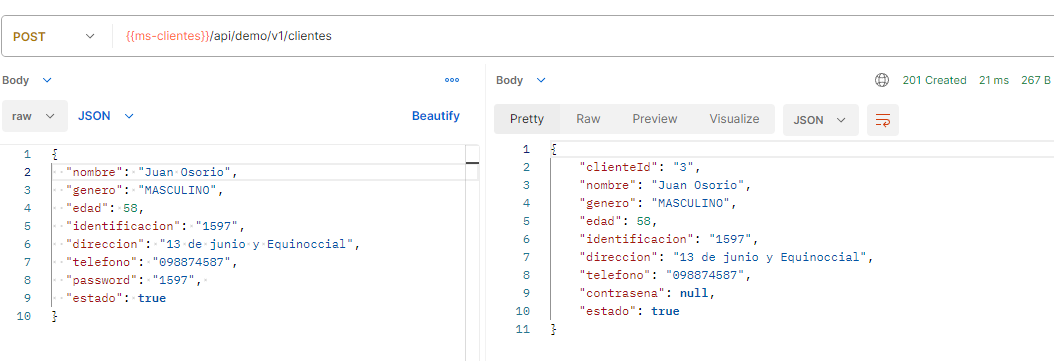 POST {{ms-clientes}}/api/demo/v1/clientes
Body
raw JSON Beautify
1 {
2 "nombre": "Juan Osorio",
3 "genero": "MASCULINO",
4 "edad": 58,
5 "identificacion": "1597",
6 "direccion": "13 de junio y Equinoccial",
7 "telefono": "098874587",
8 "password": "1597",
9 "estado": true
10 }
Body 201 Created 21 ms 267 B
Pretty Raw Preview Visualize JSON
1 {
2 "clienteId": "3",
3 "nombre": "Juan Osorio",
4 "genero": "MASCULINO",
5 "edad": 58,
6 "identificacion": "1597",
7 "direccion": "13 de junio y Equinoccial",
8 "telefono": "098874587",
9 "contrasena": null,
10 "estado": true
11 }